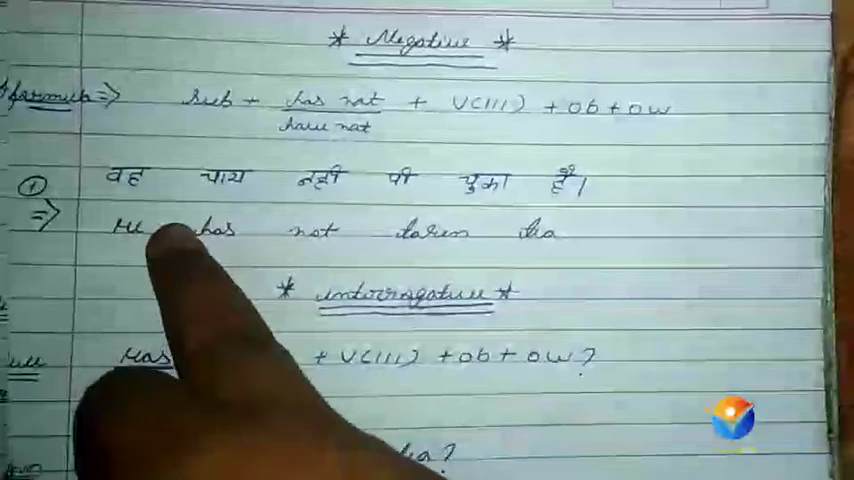 * Negative *
formula => sub + has not + V(III) + ob + ow
have not
① वह चाय नहीं पी चुका है।
=> He has not taken tea
* interrogative *
Has + V(III) + ob + ow?
tea?